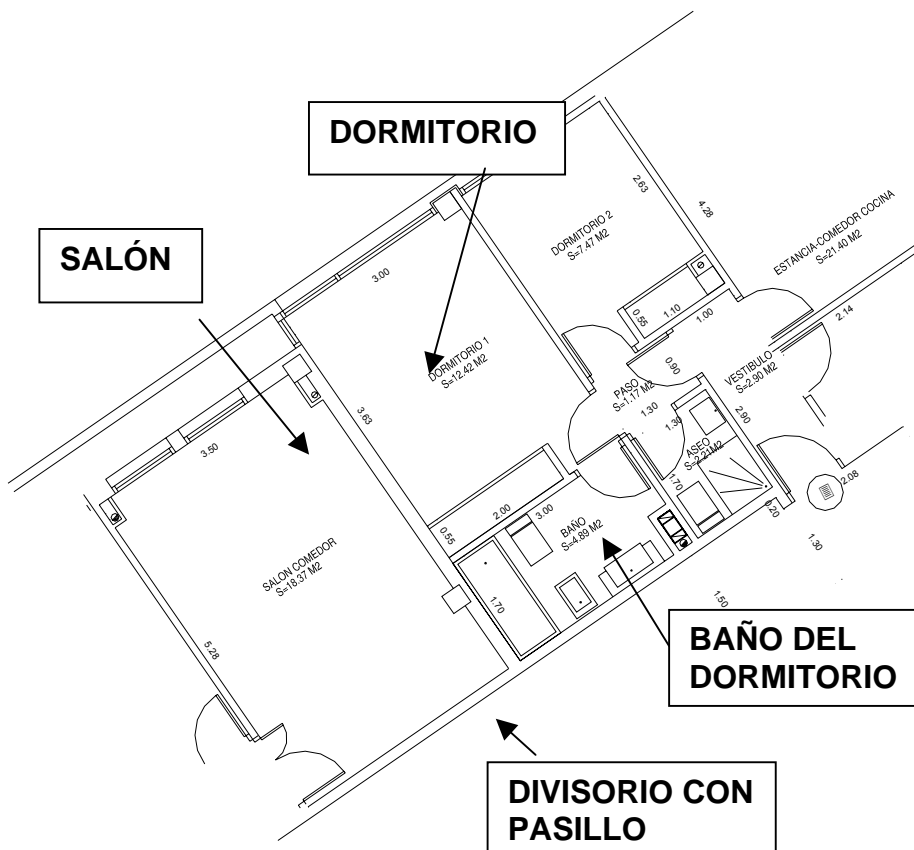 DORMITORIO
SALÓN
2.63
4.28
DORMITORIO 2
S=7.47 M2
ESTANCIA-COMEDOR COCINA
S=21.40 M2
3.00
0.55
1.10
1.00
2.14
DORMITORIO 1
S=12.42 M2
PASO
S=1.17 M2
0.90
VESTIBULO
S=2.90 M2
1.30
1.30
2.90
3.63
3.50
ASEO
S=2.21M2
1.70
2.08
0.20
1.30
2.00
0.55
3.00
BAÑO
S=4.89 M2
1.70
SALON COMEDOR
S=18.37 M2
5.28
1.50
BAÑO DEL
DORMITORIO
DIVISORIO CON
PASILLO